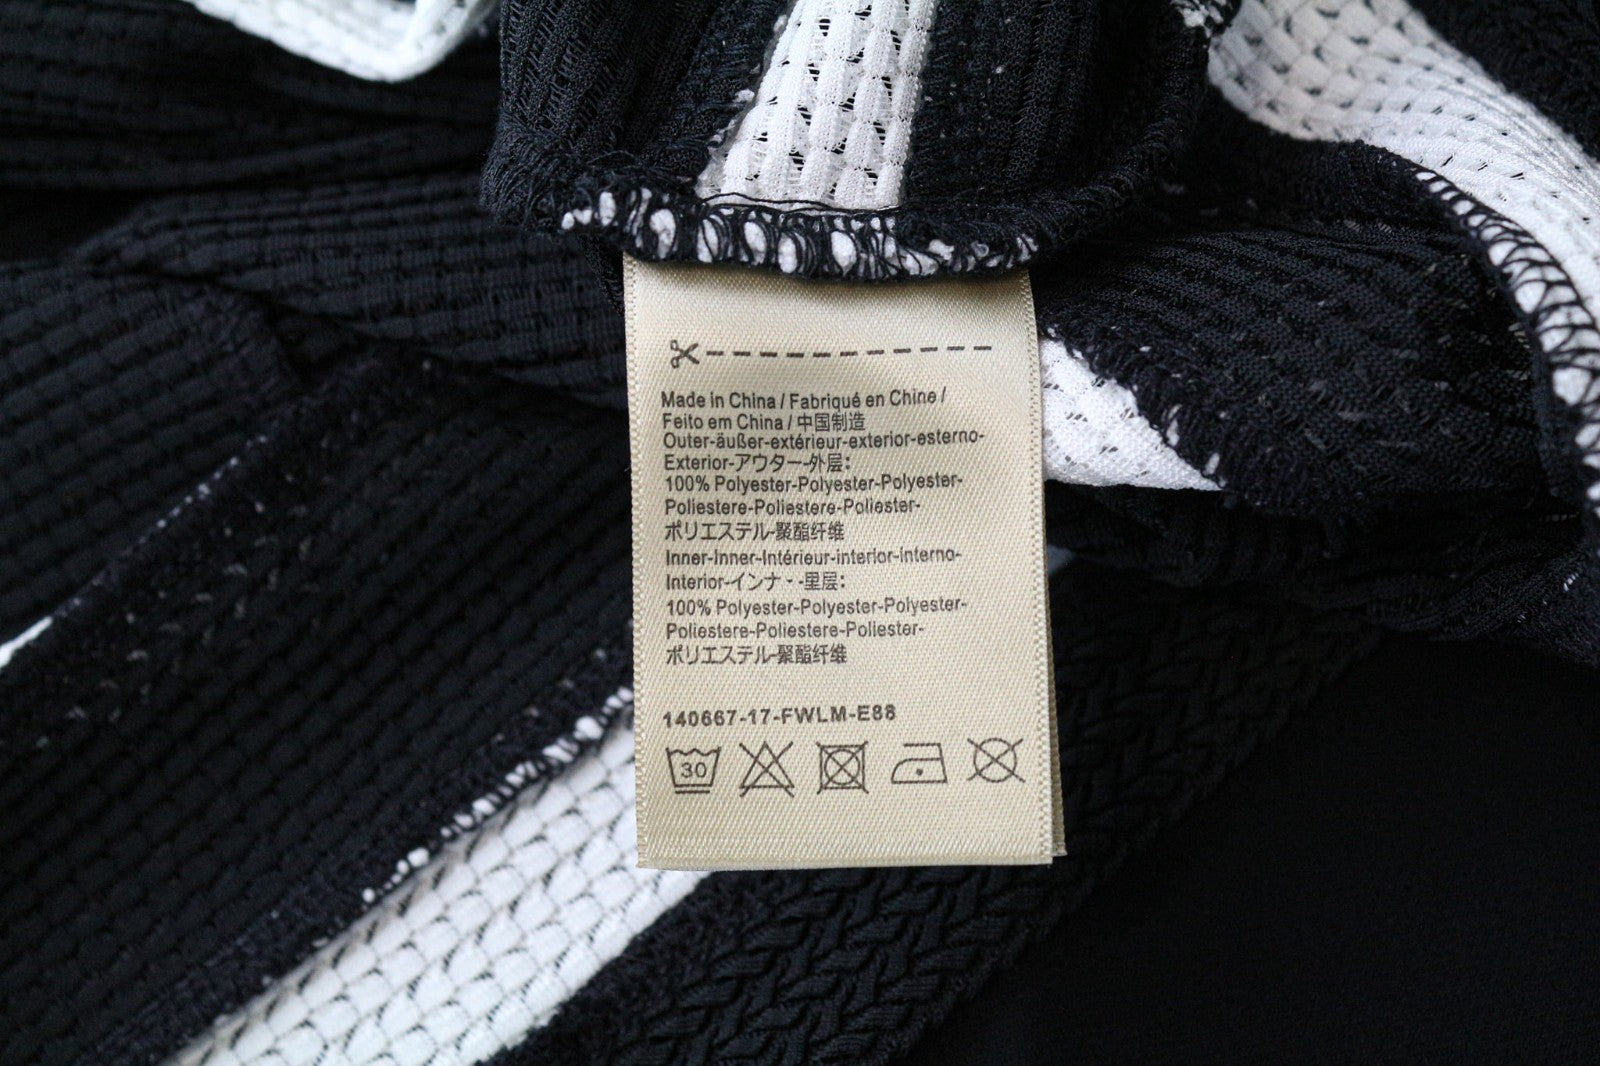 Made in China / Fabriqué en Chine /
Feito em China / 中国制造
Outer-äußer-extérieur-exterior-esterno-
Exterior-アウター-外层:
100% Polyester-Polyester-Polyester-
Poliestere-Poliestere-Poliester-
ポリエステル-聚酯纤维
Inner-Inner-Intérieur-interior-interno-
Interior-インナ - -里层:
100% Polyester-Polyester-Polyester-
Poliestere-Poliestere-Poliester-
ポリエステル-聚酯纤维
140667-17-FWLM-E88
30